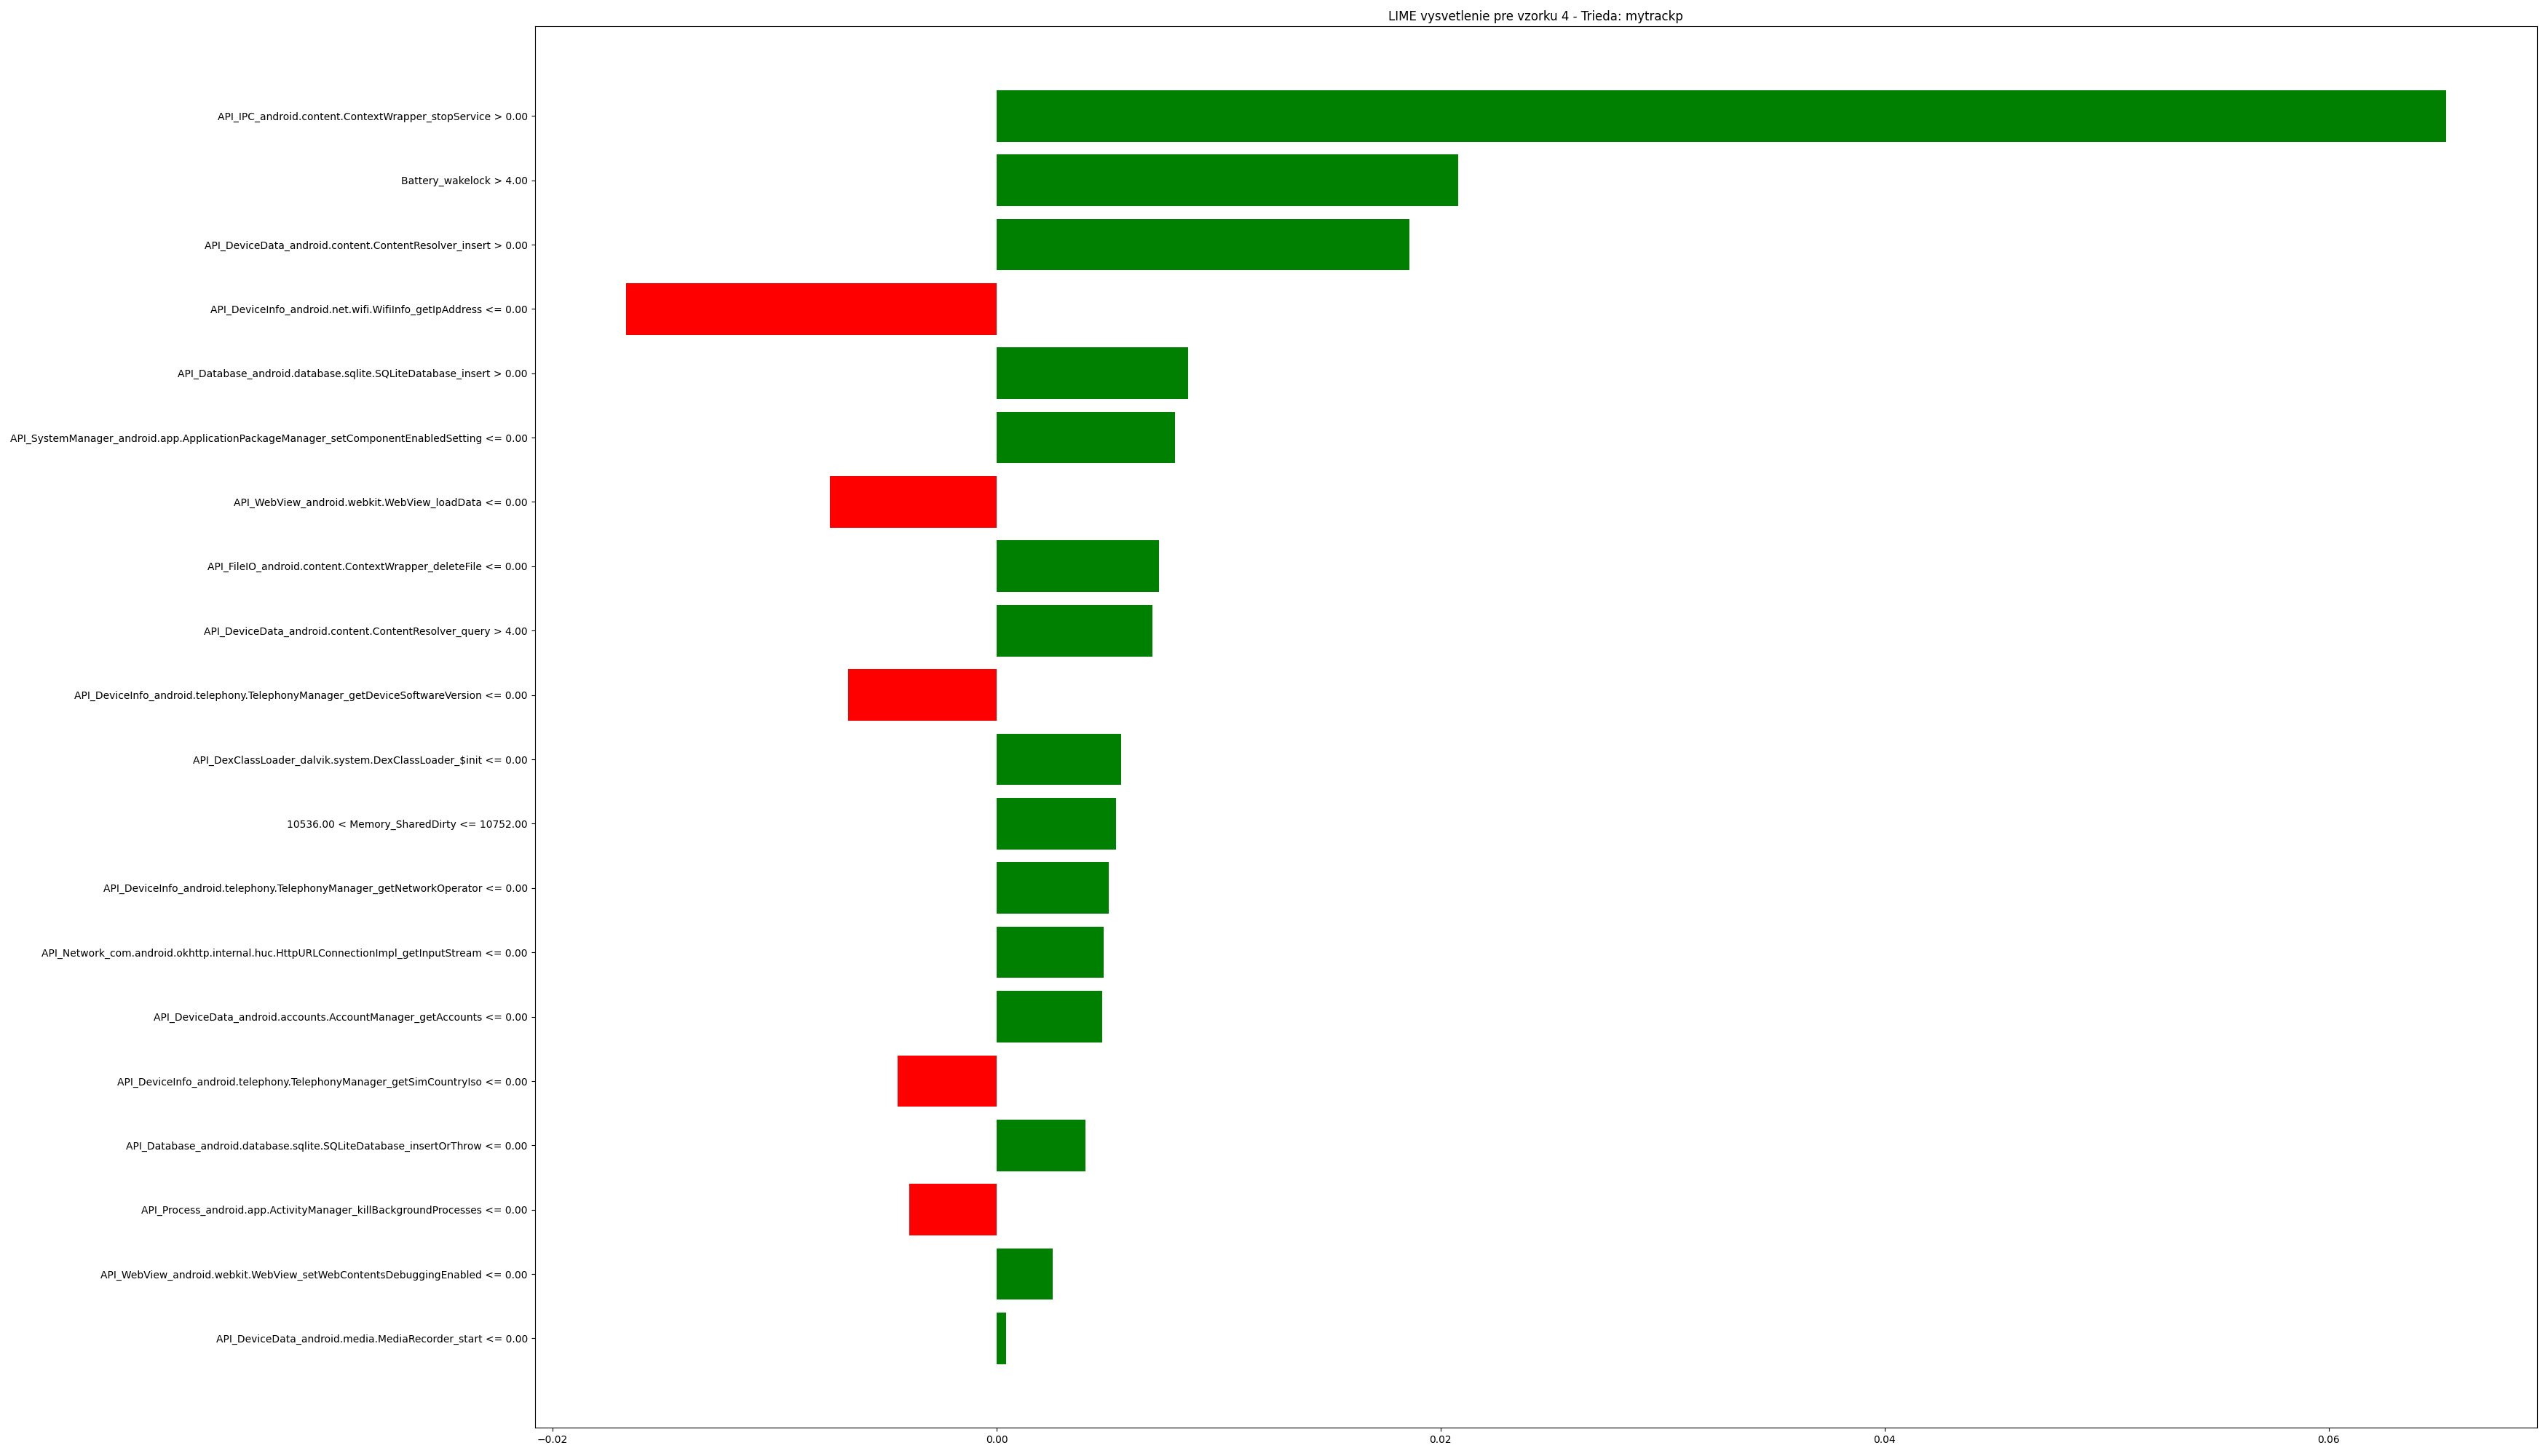 LIME vysvetlenie pre vzorku 4 - Trieda: mytrackp
API_IPC_android.content.ContextWrapper_stopService > 0.00
Battery_wakelock > 4.00
API_DeviceData_android.content.ContentResolver_insert > 0.00
API_DeviceInfo_android.net.wifi.WifiInfo_getIpAddress <= 0.00
API_Database_android.database.sqlite.SQLiteDatabase_insert > 0.00
API_SystemManager_android.app.ApplicationPackageManager_setComponentEnabledSetting <= 0.00
API_WebView_android.webkit.WebView_loadData <= 0.00
API_FileIO_android.content.ContextWrapper_deleteFile <= 0.00
API_DeviceData_android.content.ContentResolver_query > 4.00
API_DeviceInfo_android.telephony.TelephonyManager_getDeviceSoftwareVersion <= 0.00
API_DexClassLoader_dalvik.system.DexClassLoader_$init <= 0.00
10536.00 < Memory_SharedDirty <= 10752.00
API_DeviceInfo_android.telephony.TelephonyManager_getNetworkOperator <= 0.00
API_Network_com.android.okhttp.internal.huc.HttpURLConnectionImpl_getInputStream <= 0.00
API_DeviceData_android.accounts.AccountManager_getAccounts <= 0.00
API_DeviceInfo_android.telephony.TelephonyManager_getSimCountryIso <= 0.00
API_Database_android.database.sqlite.SQLiteDatabase_insertOrThrow <= 0.00
API_Process_android.app.ActivityManager_killBackgroundProcesses <= 0.00
API_WebView_android.webkit.WebView_setWebContentsDebuggingEnabled <= 0.00
API_DeviceData_android.media.MediaRecorder_start <= 0.00
−0.02 0.00 0.02 0.04 0.06